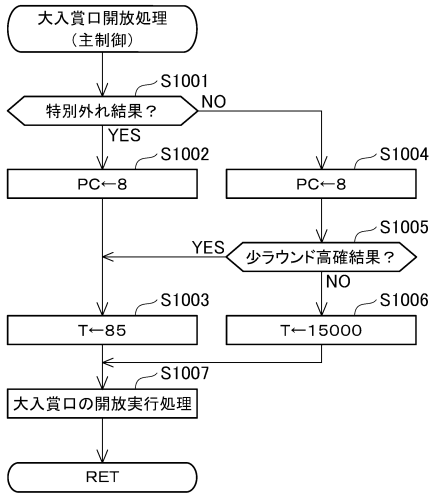 大入賞口開放処理
（主制御）
S1001
特別外れ結果？
NO
YES
S1002
PC←8
S1004
PC←8
S1005
少ラウンド高確結果？
YES
NO
S1003
T←85
S1006
T←15000
S1007
大入賞口の開放実行処理
RET